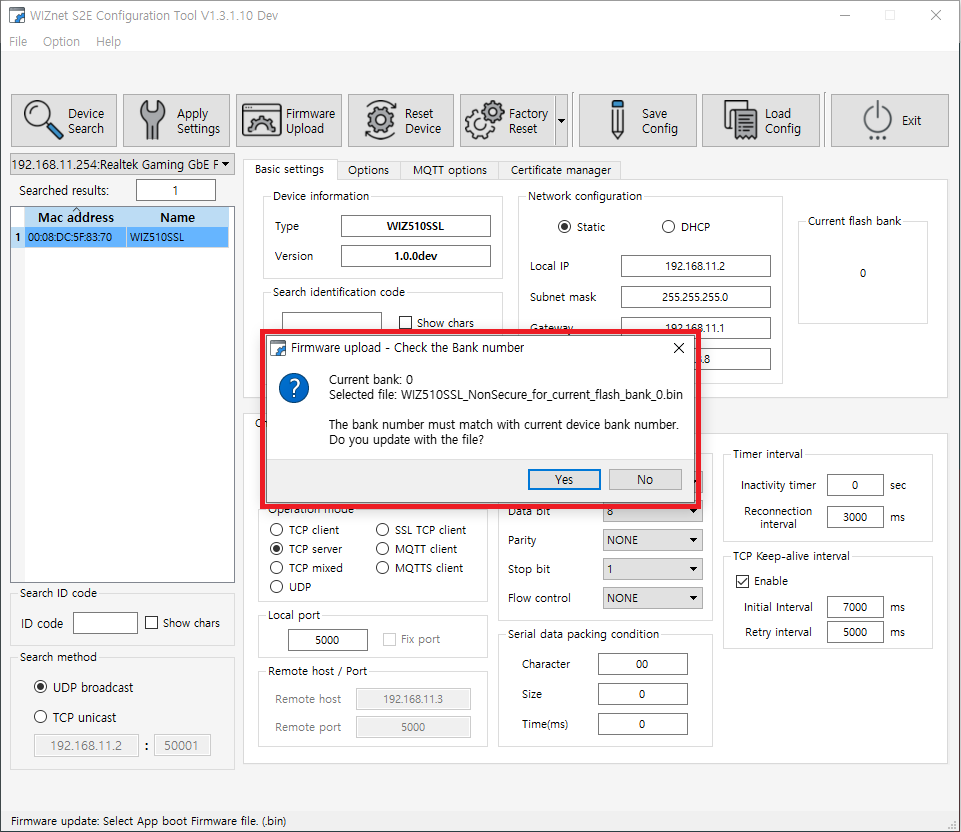 WIZnet S2E Configuration Tool V1.3.1.10 Dev
File Option Help
Device Search
Apply Settings
Firmware Upload
Reset Device
Factory Reset
Save Config
Load Config
Exit
192.168.11.254:Realtek Gaming GbE F
Searched results: 1
Mac address Name
1 00:08:DC:5F:83:70 WIZ510SSL
Search ID code
ID code Show chars
Search method
UDP broadcast
TCP unicast
192.168.11.2 : 50001
Basic settings Options MQTT options Certificate manager
Device information
Type WIZ510SSL
Version 1.0.0dev
Search identification code
Show chars
Network configuration
Static DHCP
Local IP 192.168.11.2
Subnet mask 255.255.255.0
Gateway 192.168.11.1
.8
Current flash bank
0
Firmware upload - Check the Bank number
Current bank: 0
Selected file: WIZ510SSL_NonSecure_for_current_flash_bank_0.bin
The bank number must match with current device bank number.
Do you update with the file?
Yes No
Operation mode
TCP client SSL TCP client
TCP server MQTT client
TCP mixed MQTTS client
UDP
Local port
5000 Fix port
Remote host / Port
Remote host 192.168.11.3
Remote port 5000
Data bit 8
Parity NONE
Stop bit 1
Flow control NONE
Serial data packing condition
Character 00
Size 0
Time(ms) 0
Timer interval
Inactivity timer 0 sec
Reconnection interval 3000 ms
TCP Keep-alive interval
Enable
Initial Interval 7000 ms
Retry interval 5000 ms
Firmware update: Select App boot Firmware file. (.bin)